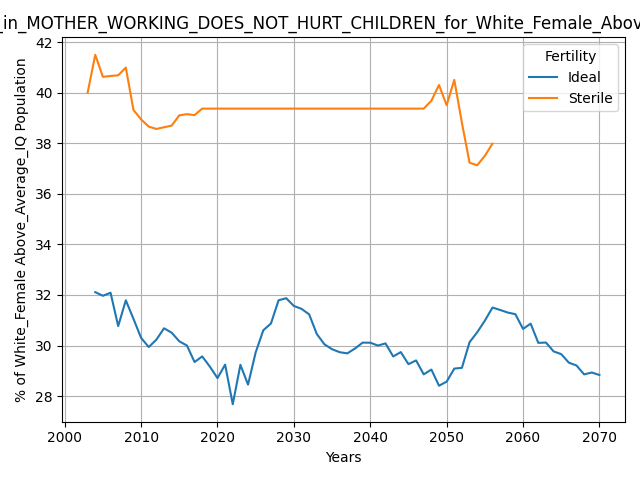 _in_MOTHER_WORKING_DOES_NOT_HURT_CHILDREN_for_White_Female_Abov
Fertility
Ideal
Sterile
% of White_Female Above_Average_IQ Population
42
40
38
36
34
32
30
28
2000 2010 2020 2030 2040 2050 2060 2070
Years